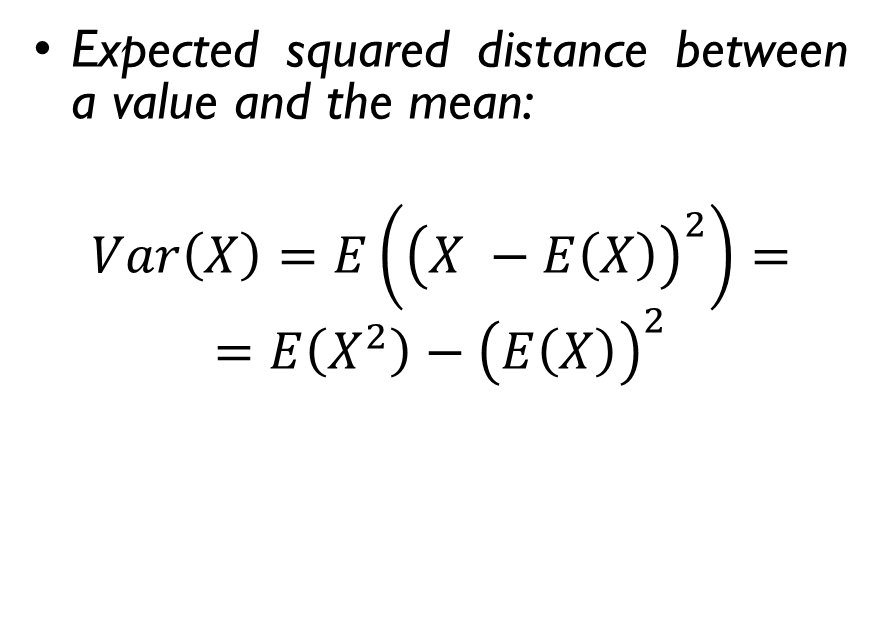 • Expected squared distance between
a value and the mean:
Var(X) = E((X − E(X))²) =
= E(X²) − (E(X))²